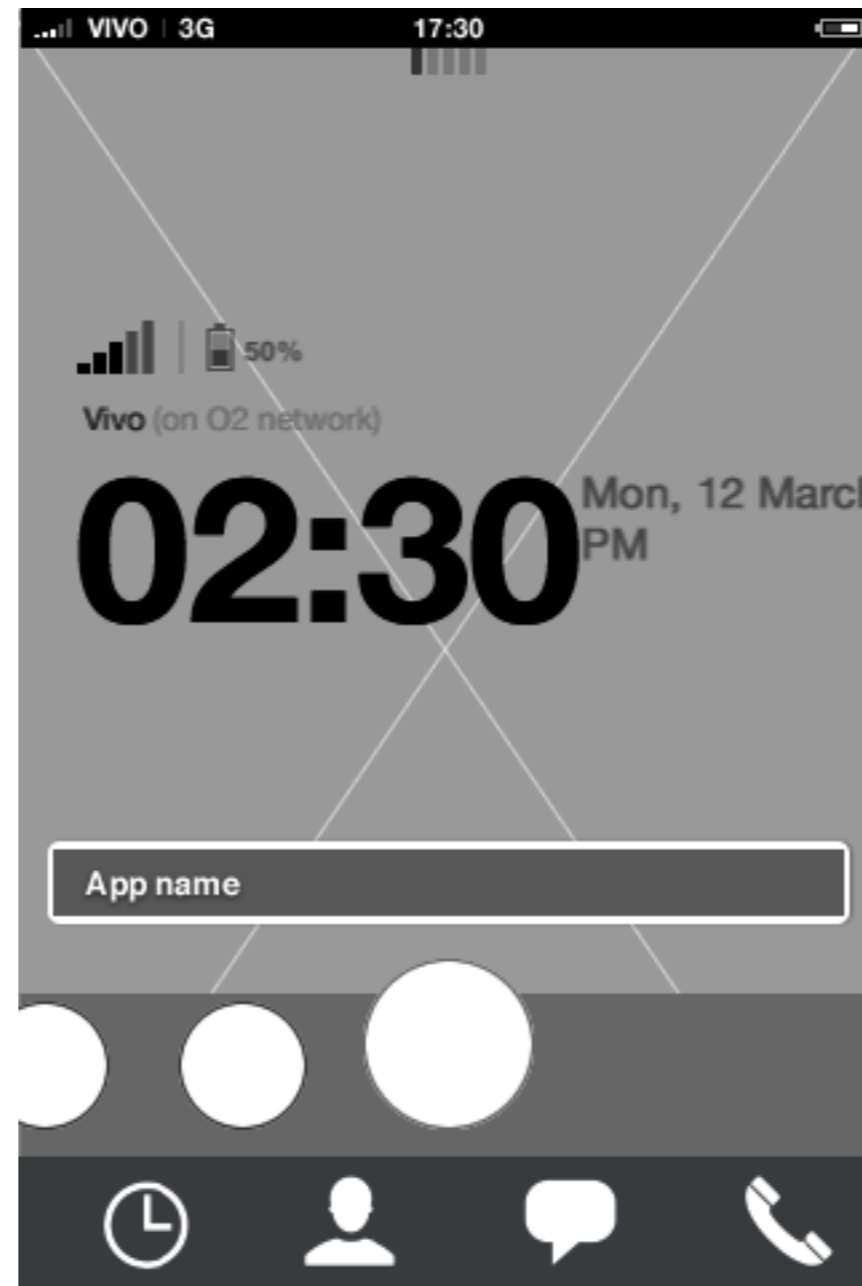 VIVO 3G 17:30
50%
Vivo (on O2 network)
02:30
Mon, 12 March
PM
App name